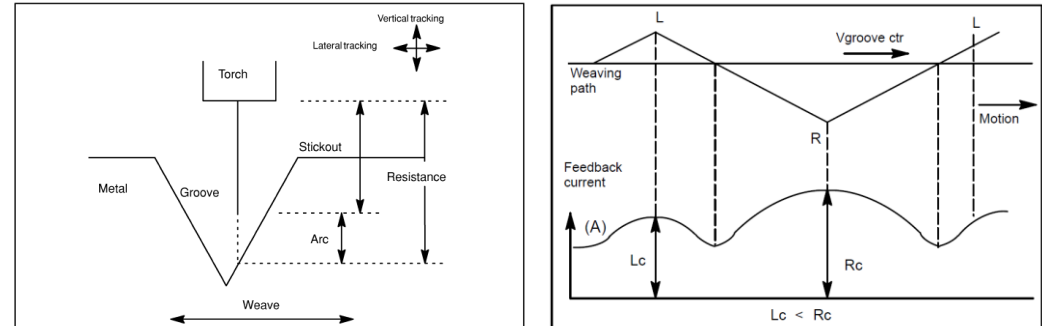 Vertical tracking
Lateral tracking
Torch
Stickout
Metal
Groove
Resistance
Arc
Weave
L
L
Vgroove ctr
Weaving
path
Motion
R
Feedback
current
(A)
Lc
Rc
Lc < Rc